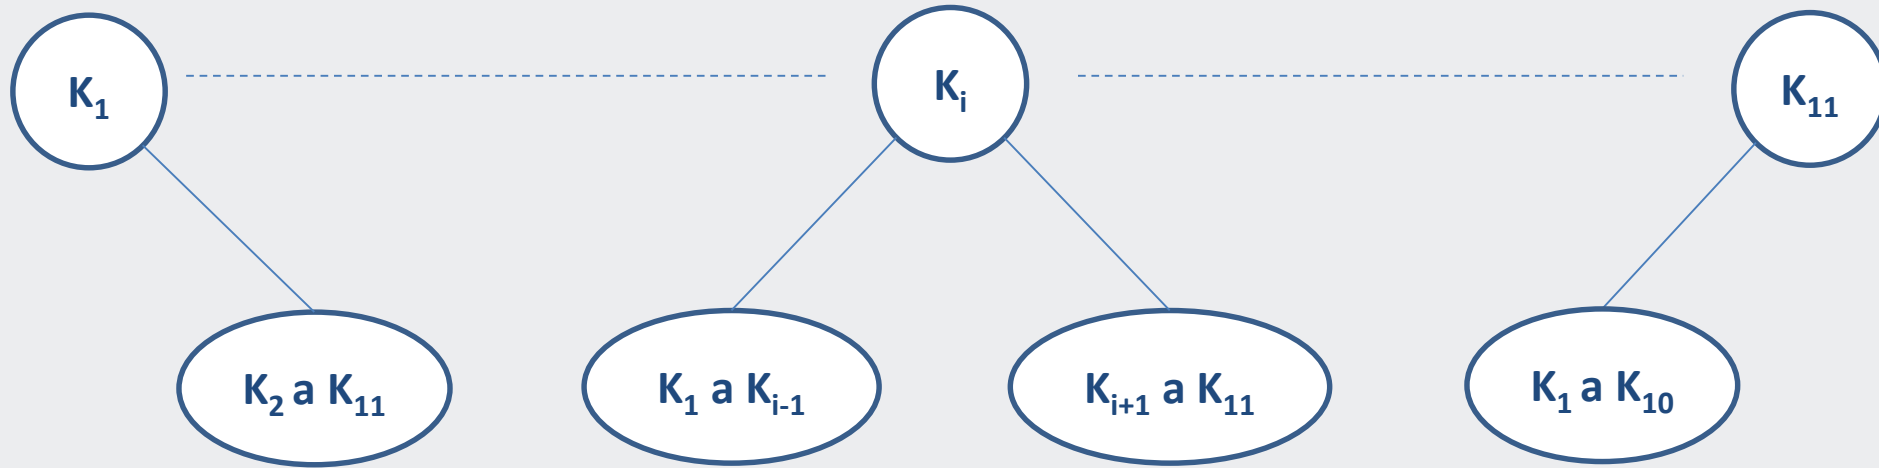 K₁
Kᵢ
K₁₁
K₂ a K₁₁
K₁ a Kᵢ₋₁
Kᵢ₊₁ a K₁₁
K₁ a K₁₀